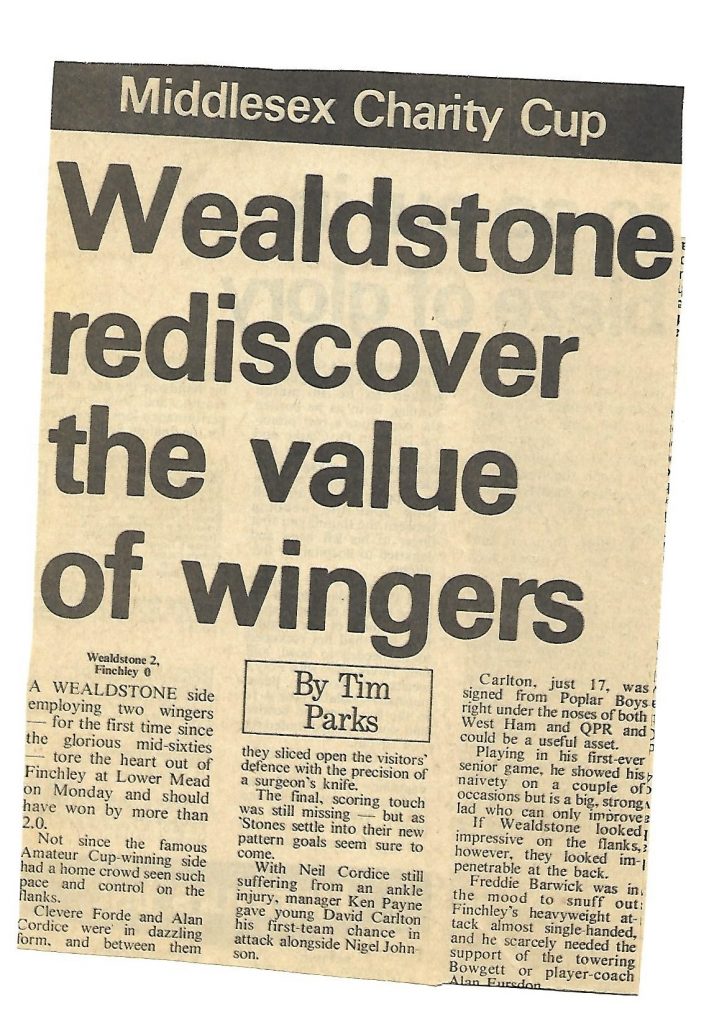 Middlesex Charity Cup
Wealdstone
rediscover
the value
of wingers
Wealdstone 2,
Finchley 0
A WEALDSTONE side
employing two wingers
— for the first time since
the glorious mid-sixties
— tore the heart out of
Finchley at Lower Mead
on Monday and should
have won by more than
2.0.
Not since the famous
Amateur Cup-winning side
had a home crowd seen such
pace and control on the
flanks.
Clevere Forde and Alan
Cordice were in dazzling
form, and between them
By Tim
Parks
they sliced open the visitors'
defence with the precision of
a surgeon's knife.
The final, scoring touch
was still missing — but as
'Stones settle into their new
pattern goals seem sure to
come.
With Neil Cordice still
suffering from an ankle
injury, manager Ken Payne
gave young David Carlton
his first-team chance in
attack alongside Nigel John-
son.
Carlton, just 17, was
signed from Poplar Boys
right under the noses of both
West Ham and QPR and
could be a useful asset.
Playing in his first-ever
senior game, he showed his
naivety on a couple of
occasions but is a big, strong
lad who can only improve
If Wealdstone looked
impressive on the flanks,
however, they looked im-
penetrable at the back.
Freddie Barwick was in
the mood to snuff out
Finchley's heavyweight at-
tack almost single-handed,
and he scarcely needed the
support of the towering
Bowgett or player-coach
Alan Fursdon